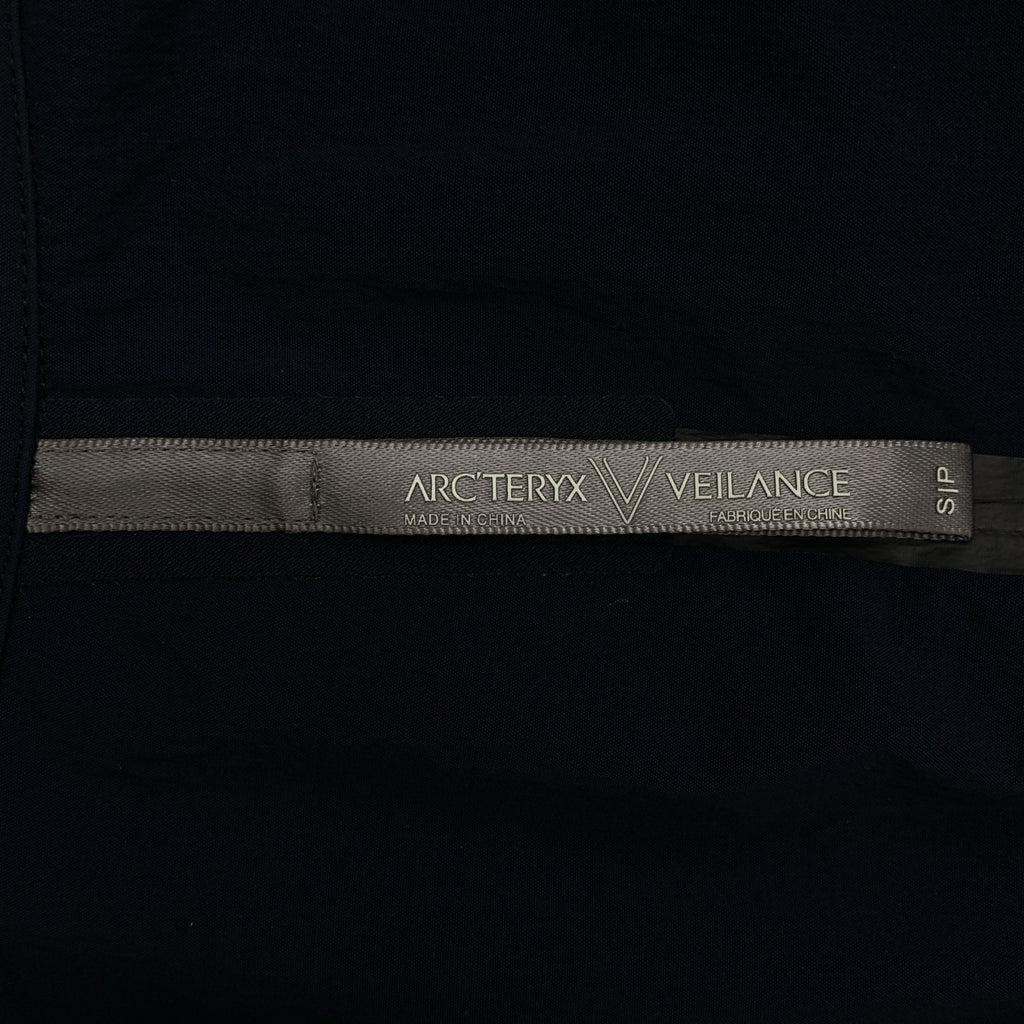 ARC'TERYX VEILANCE
MADE IN CHINA FABRIQUÉ EN CHINE
S/P